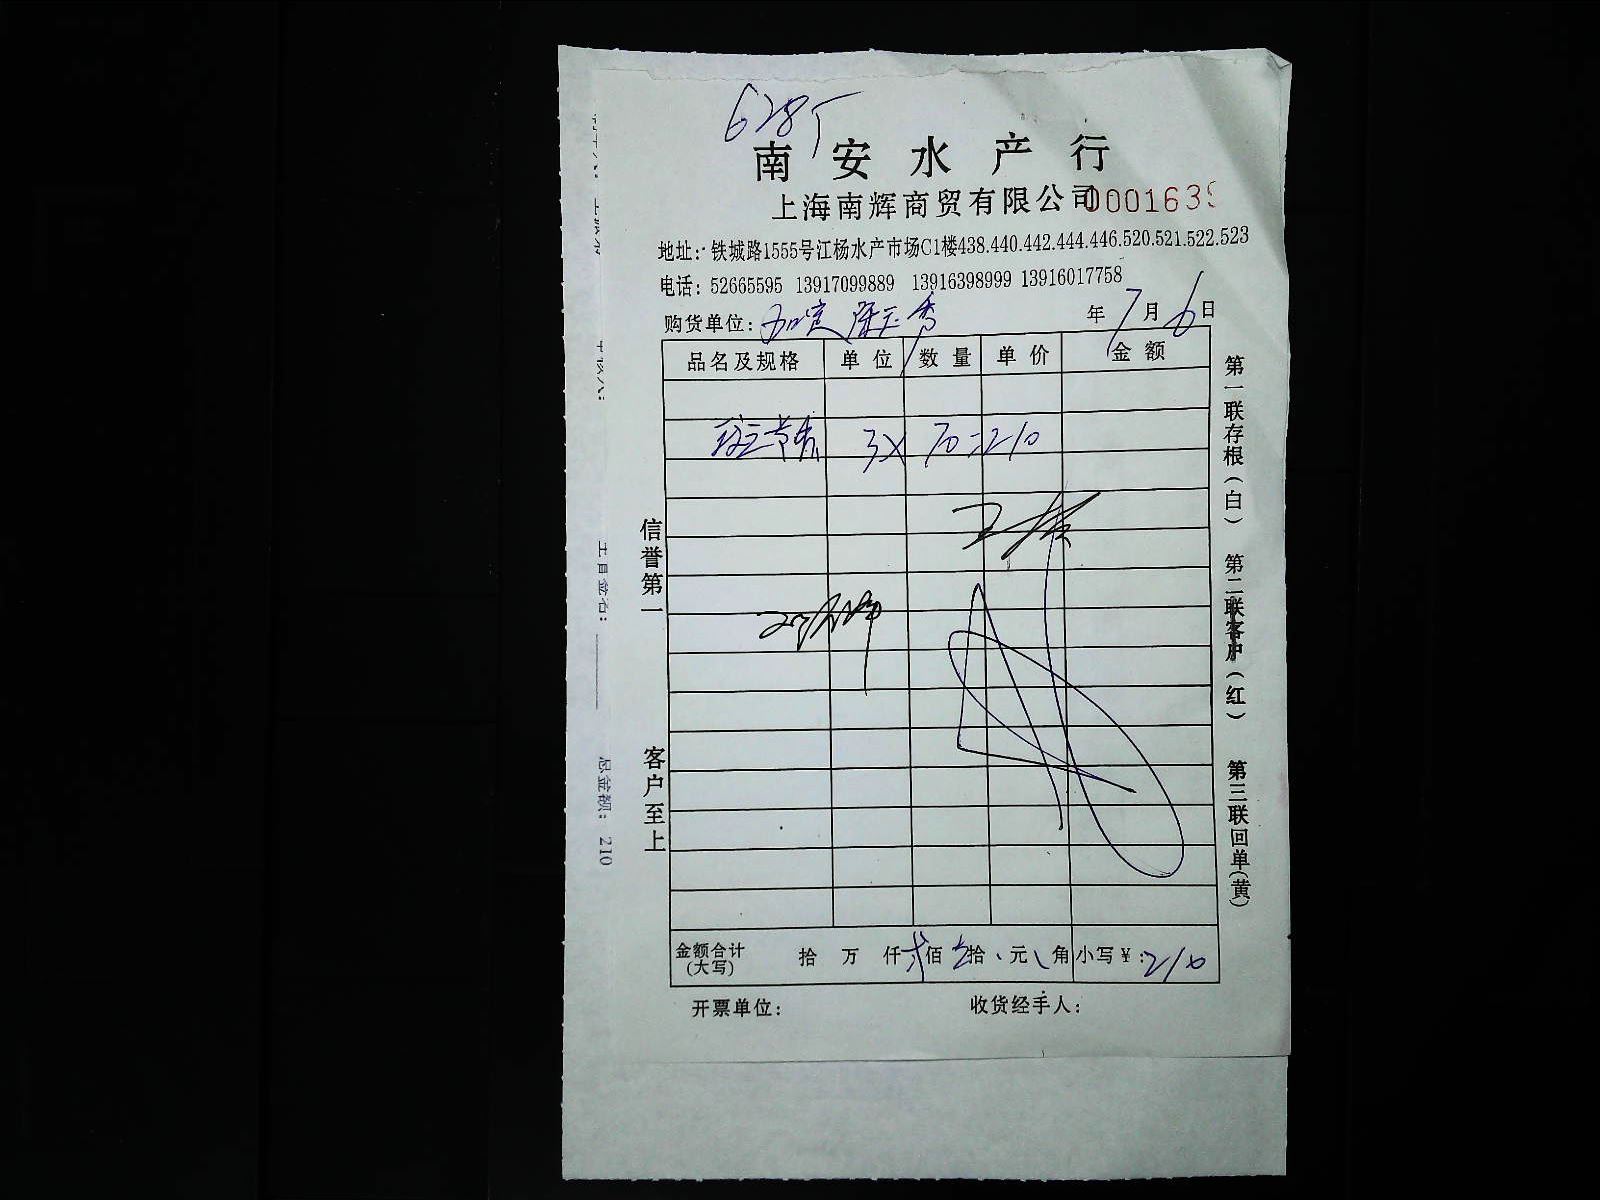 6285
南安水产行
上海南辉商贸有限公司 000163
地址: 铁城路1555号江杨水产市场C1楼438.440.442.444.446.520.521.522.523
电话: 52665595 13917099889 13916398999 13916017758
购货单位: 年7月6日
品名及规格 单位 数量 单价 金额
3× 70=210
金额合计(大写) 拾 万 仟 贰佰 壹拾 元 角 小写¥:210
开票单位: 收货经手人:
信誉第一 客户至上
第一联存根(白) 第二联客户(红) 第三联回单(黄)
总金额: 210